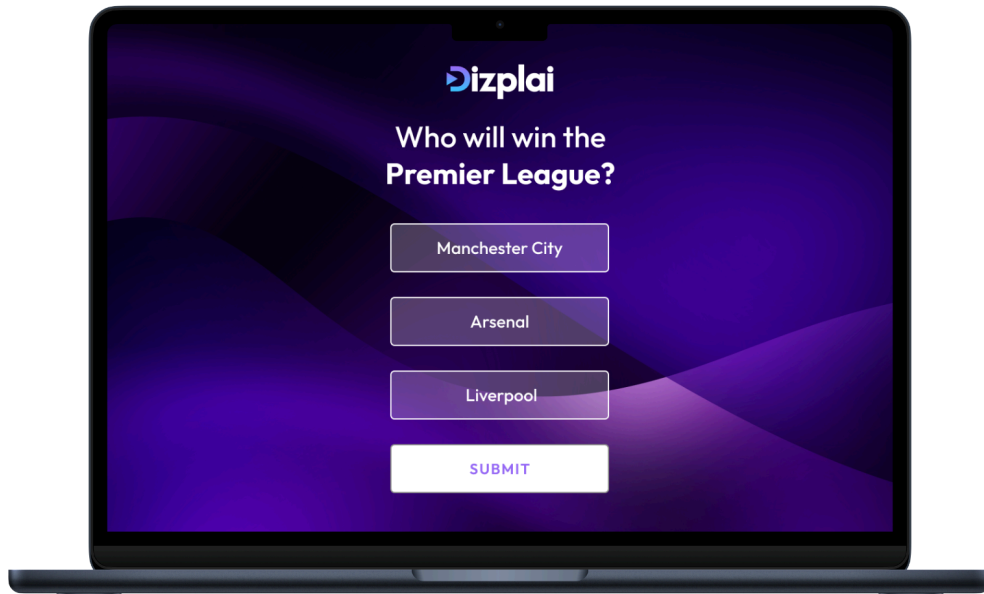 Dizplai
Who will win the
Premier League?
Manchester City
Arsenal
Liverpool
SUBMIT